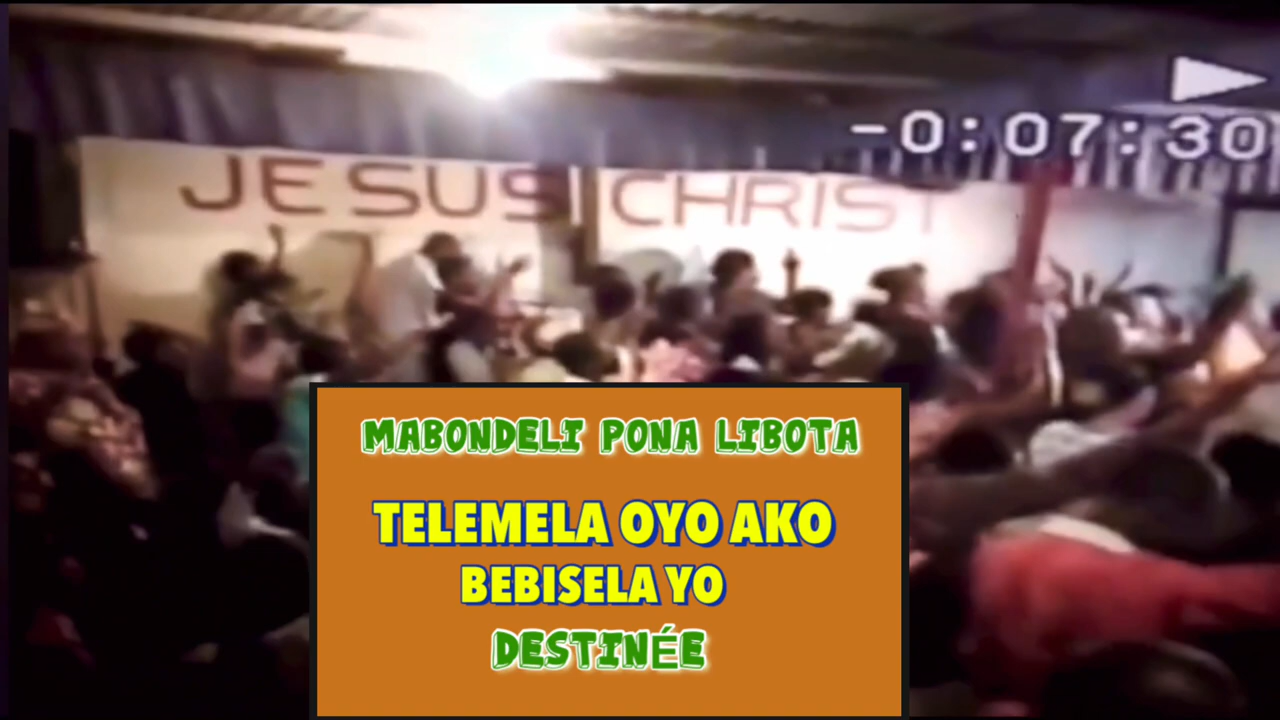 -0:07:30
JESUS CHRIST
MABONDELI PONA LIBOTA
TELEMELA OYO AKO
BEBISELA YO
DESTINÉE